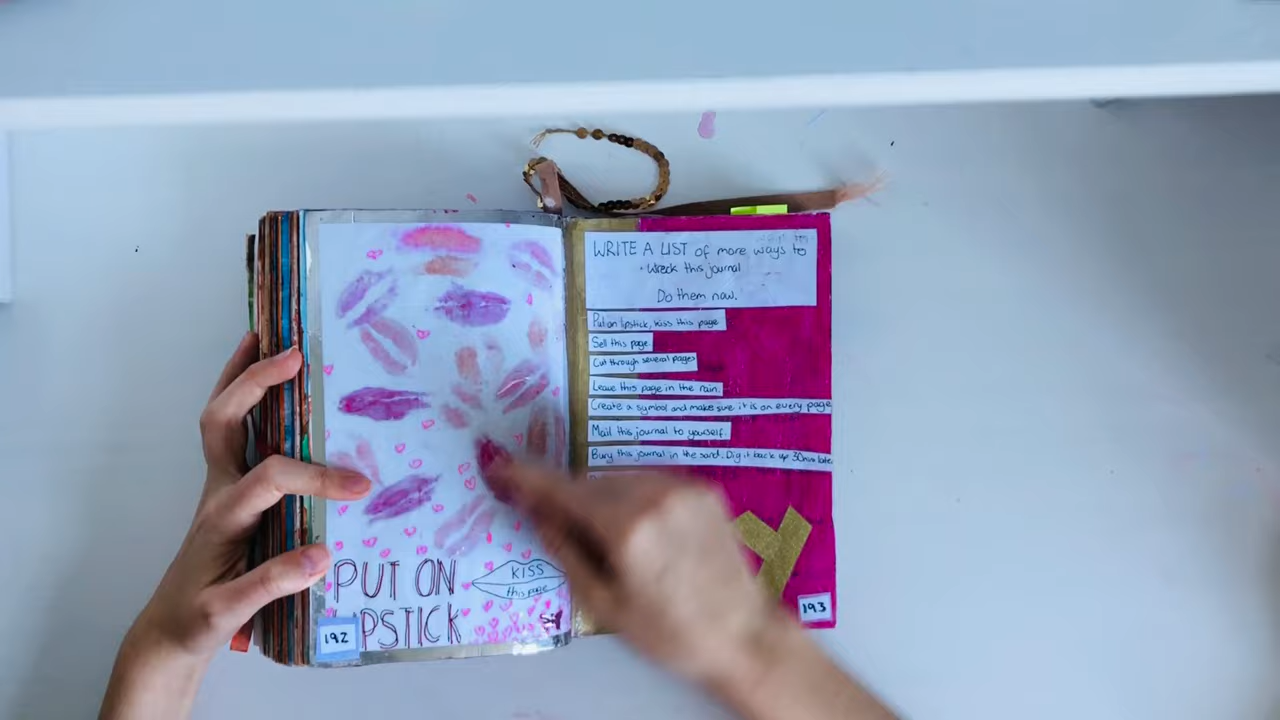 PUT ON
KISS
this page
LIPSTICK
192
WRITE A LIST of more ways to
Wreck this journal
Do them now.
Put on lipstick, kiss this page
Sell this page
Cut through several pages
Leave this page in the rain.
Create a symbol and make sure it is on every page
Mail this journal to yourself.
Bury this journal in the sand. Dig it back up
193